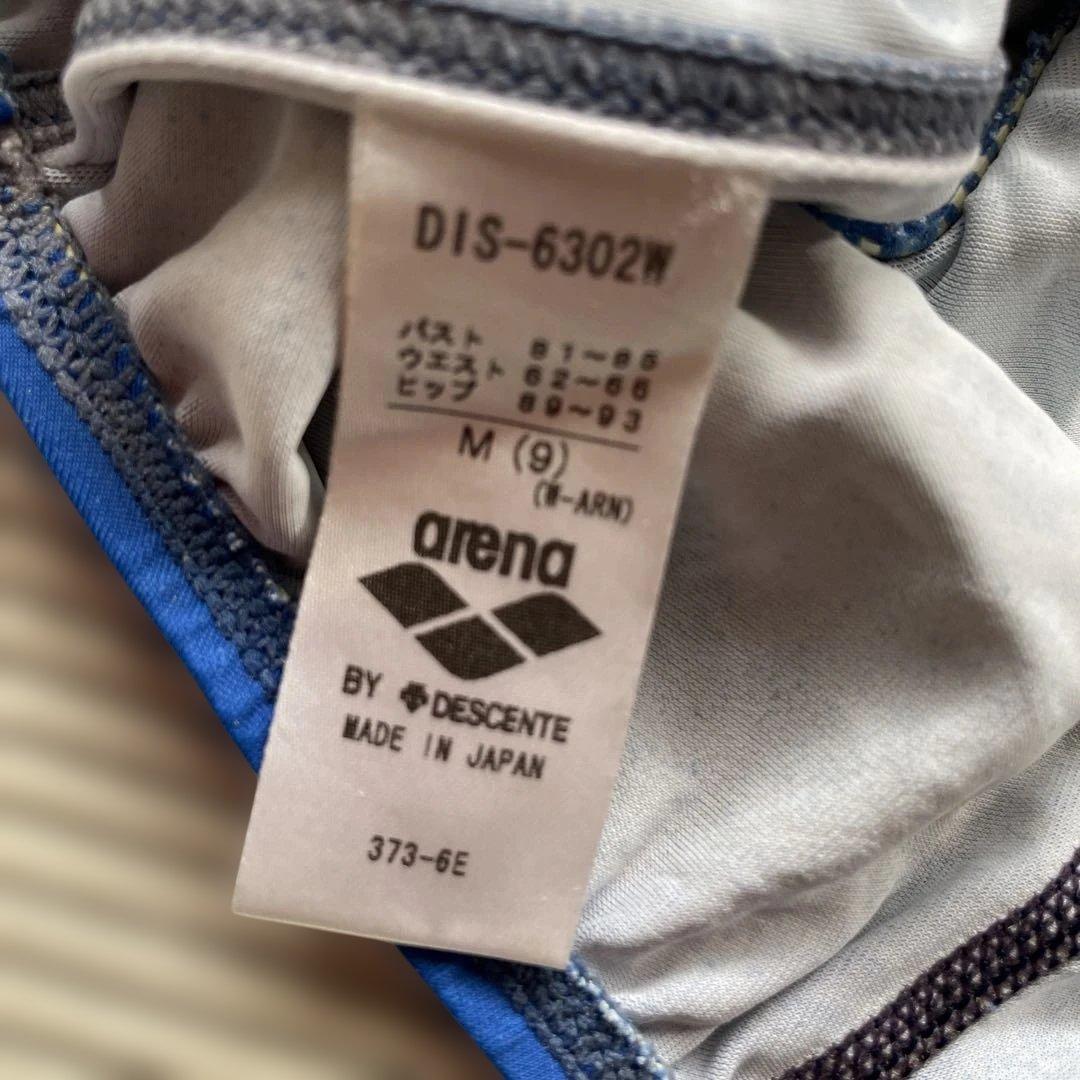 DIS-6302W
バスト 81~85
ウエスト 62~66
ヒップ 89~93
M (9)
(W-ARN)
arena
BY DESCENTE
MADE IN JAPAN
373-6E